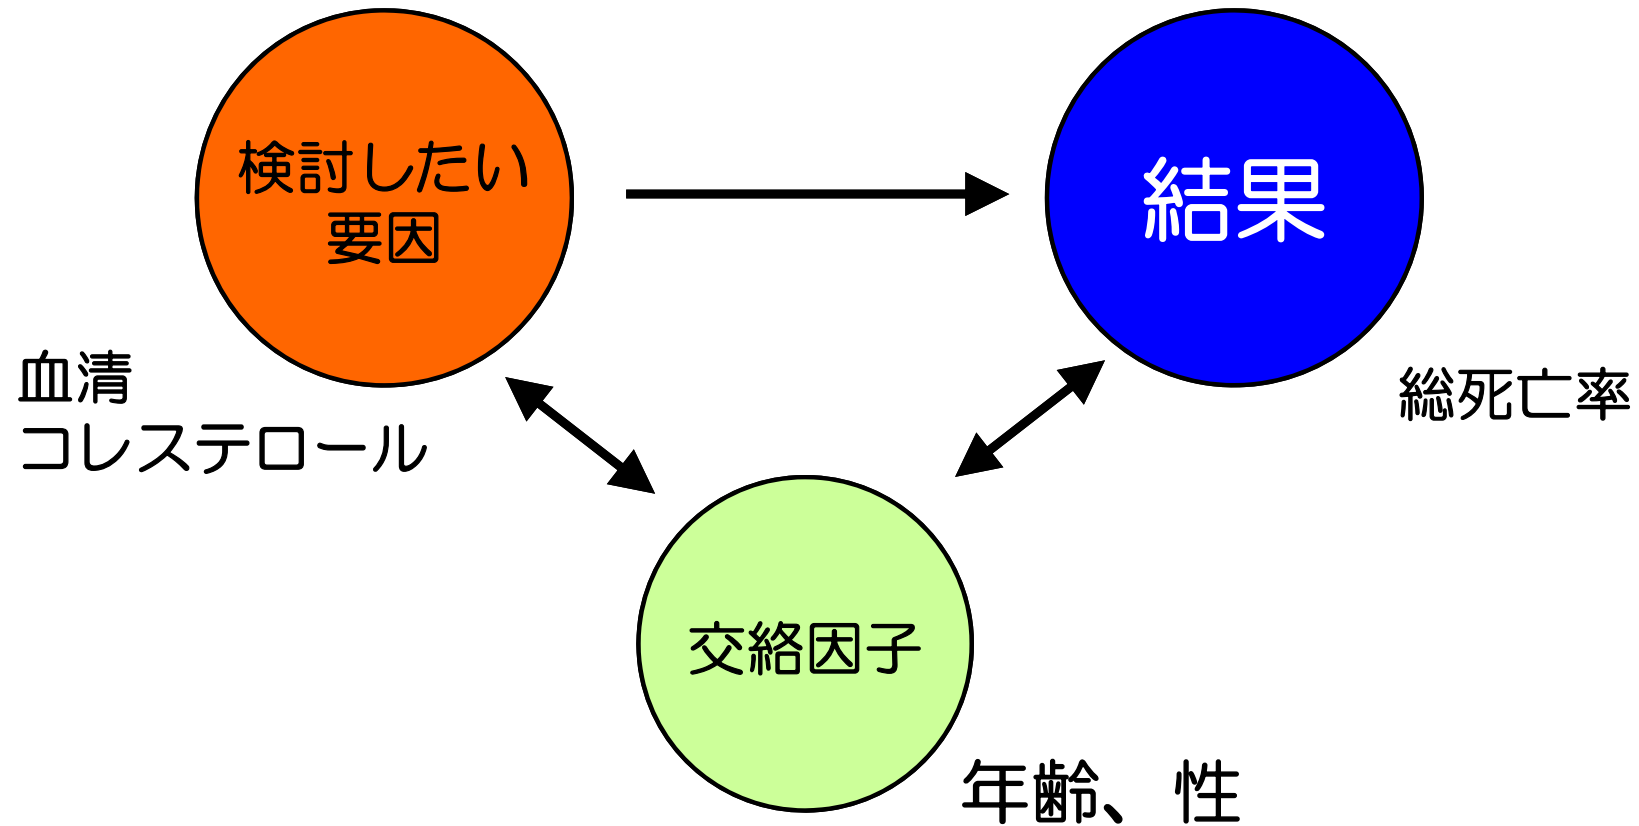 検討したい
要因
結果
血清
コレステロール
総死亡率
交絡因子
年齢、性